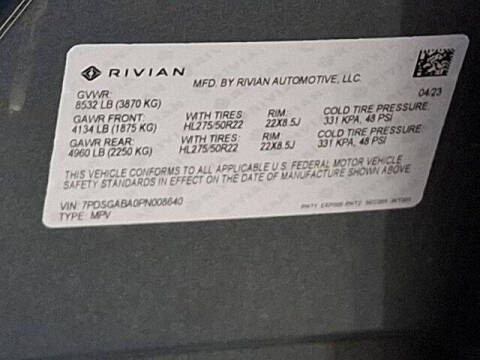 RIVIAN
MFD. BY RIVIAN AUTOMOTIVE, LLC.
04/23
GVWR:
8532 LB (3870 KG)
GAWR FRONT: WITH TIRES: RIM: COLD TIRE PRESSURE:
4134 LB (1875 KG) HL275/50R22 22X8.5J 331 KPA, 48 PSI
GAWR REAR: WITH TIRES: RIM: COLD TIRE PRESSURE:
4960 LB (2250 KG) HL275/50R22 22X8.5J 331 KPA, 48 PSI
THIS VEHICLE CONFORMS TO ALL APPLICABLE U.S. FEDERAL MOTOR VEHICLE
SAFETY STANDARDS IN EFFECT ON THE DATE OF MANUFACTURE SHOWN ABOVE.
VIN: 7PDSGABA0PN008640
TYPE: MPV